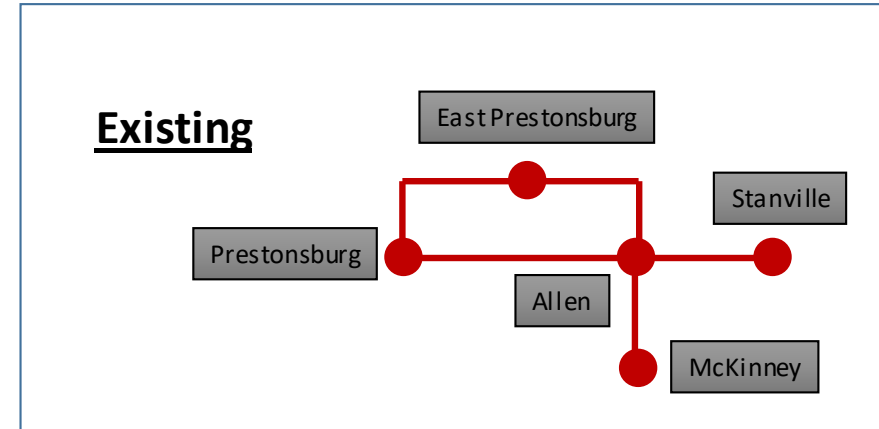 Existing
East Prestonsburg
Stanville
Prestonsburg
Allen
McKinney